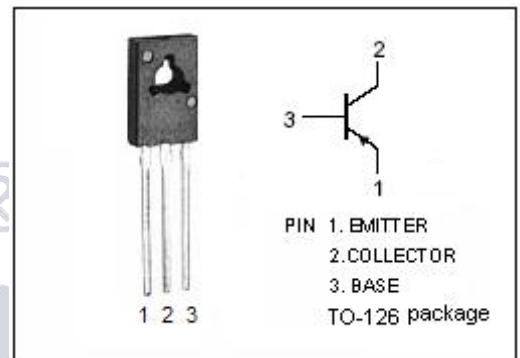 2
3
1
PIN 1. EMITTER
2.COLLECTOR
3. BASE
1 2 3
TO-126 package